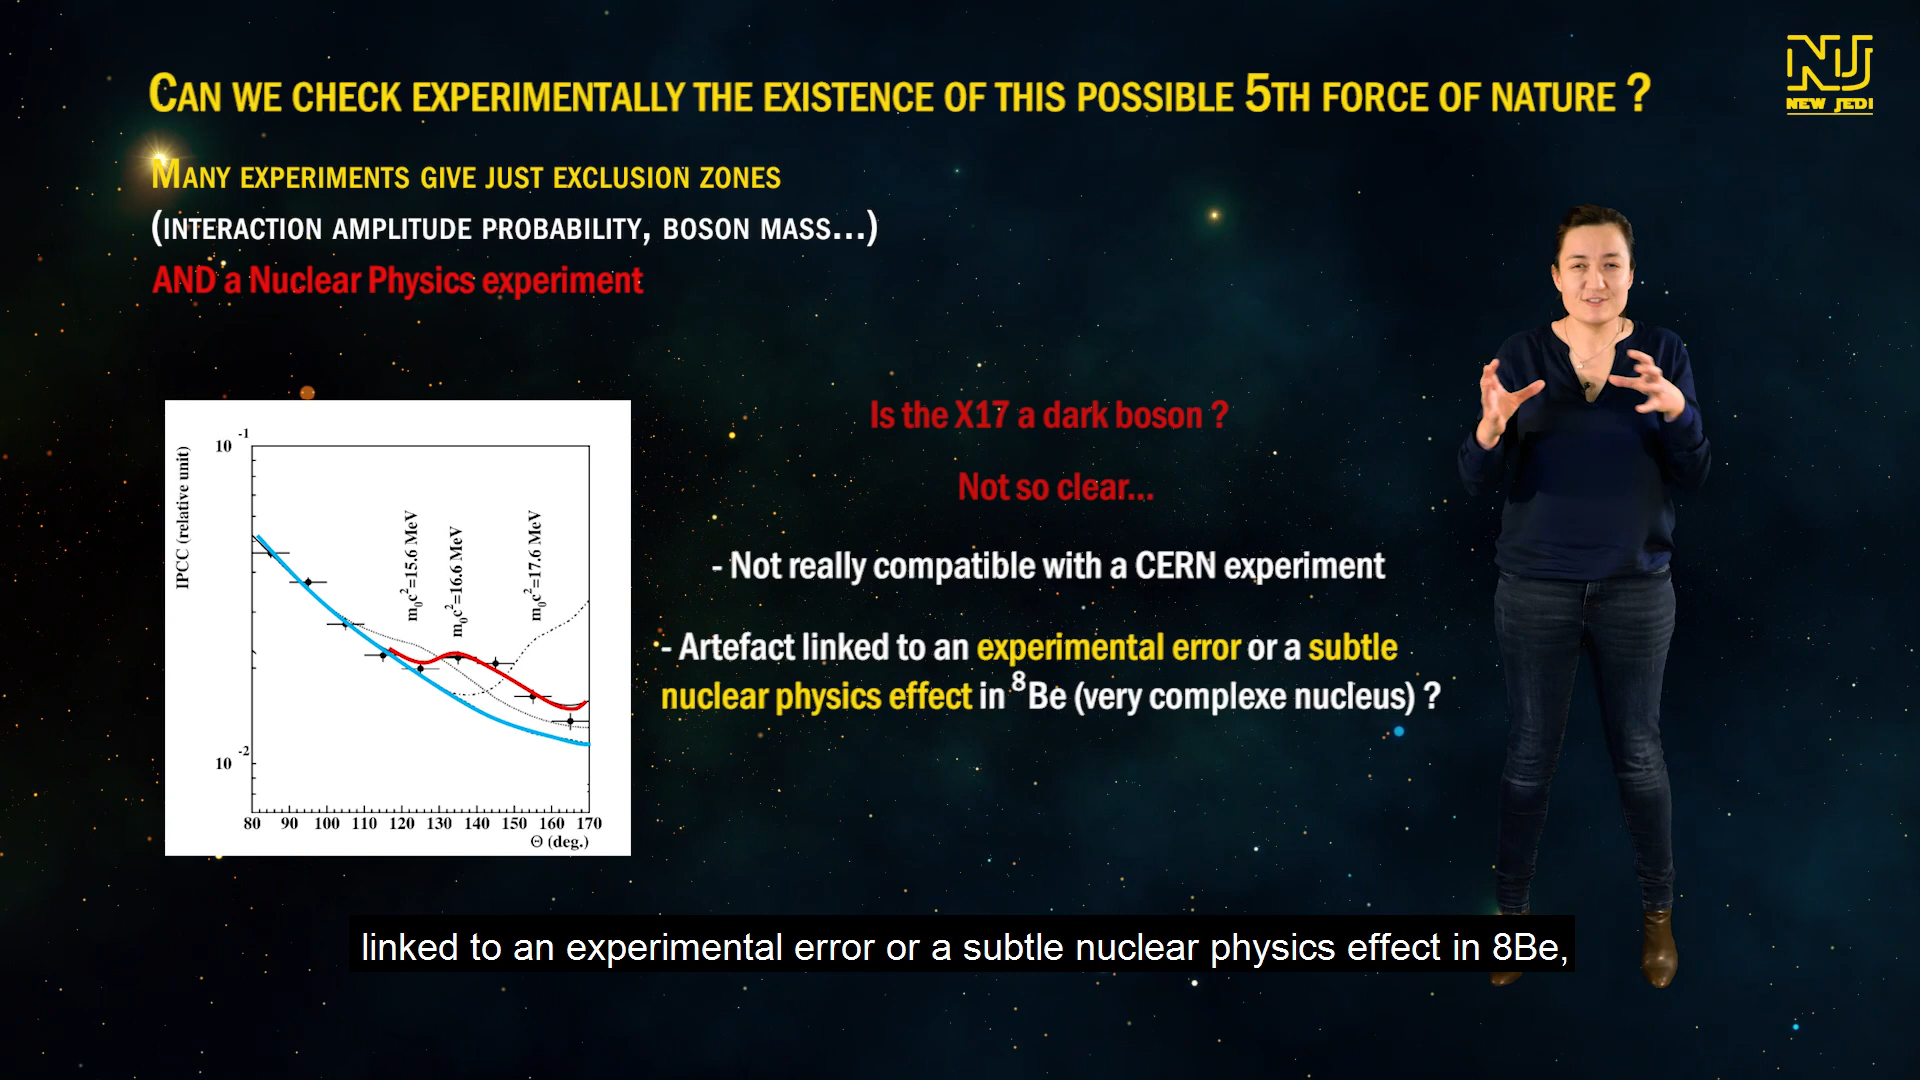 CAN WE CHECK EXPERIMENTALLY THE EXISTENCE OF THIS POSSIBLE 5TH FORCE OF NATURE ?
NJ
NEW JEDI
MANY EXPERIMENTS GIVE JUST EXCLUSION ZONES
(INTERACTION AMPLITUDE PROBABILITY, BOSON MASS...)
AND a Nuclear Physics experiment
IPCC (relative unit)
10 -1
10 -2
m0c2=15.6 MeV
m0c2=16.6 MeV
m0c2=17.6 MeV
80 90 100 110 120 130 140 150 160 170
Θ (deg.)
Is the X17 a dark boson ?
Not so clear...
- Not really compatible with a CERN experiment
- Artefact linked to an experimental error or a subtle
nuclear physics effect in 8Be (very complexe nucleus) ?
linked to an experimental error or a subtle nuclear physics effect in 8Be,